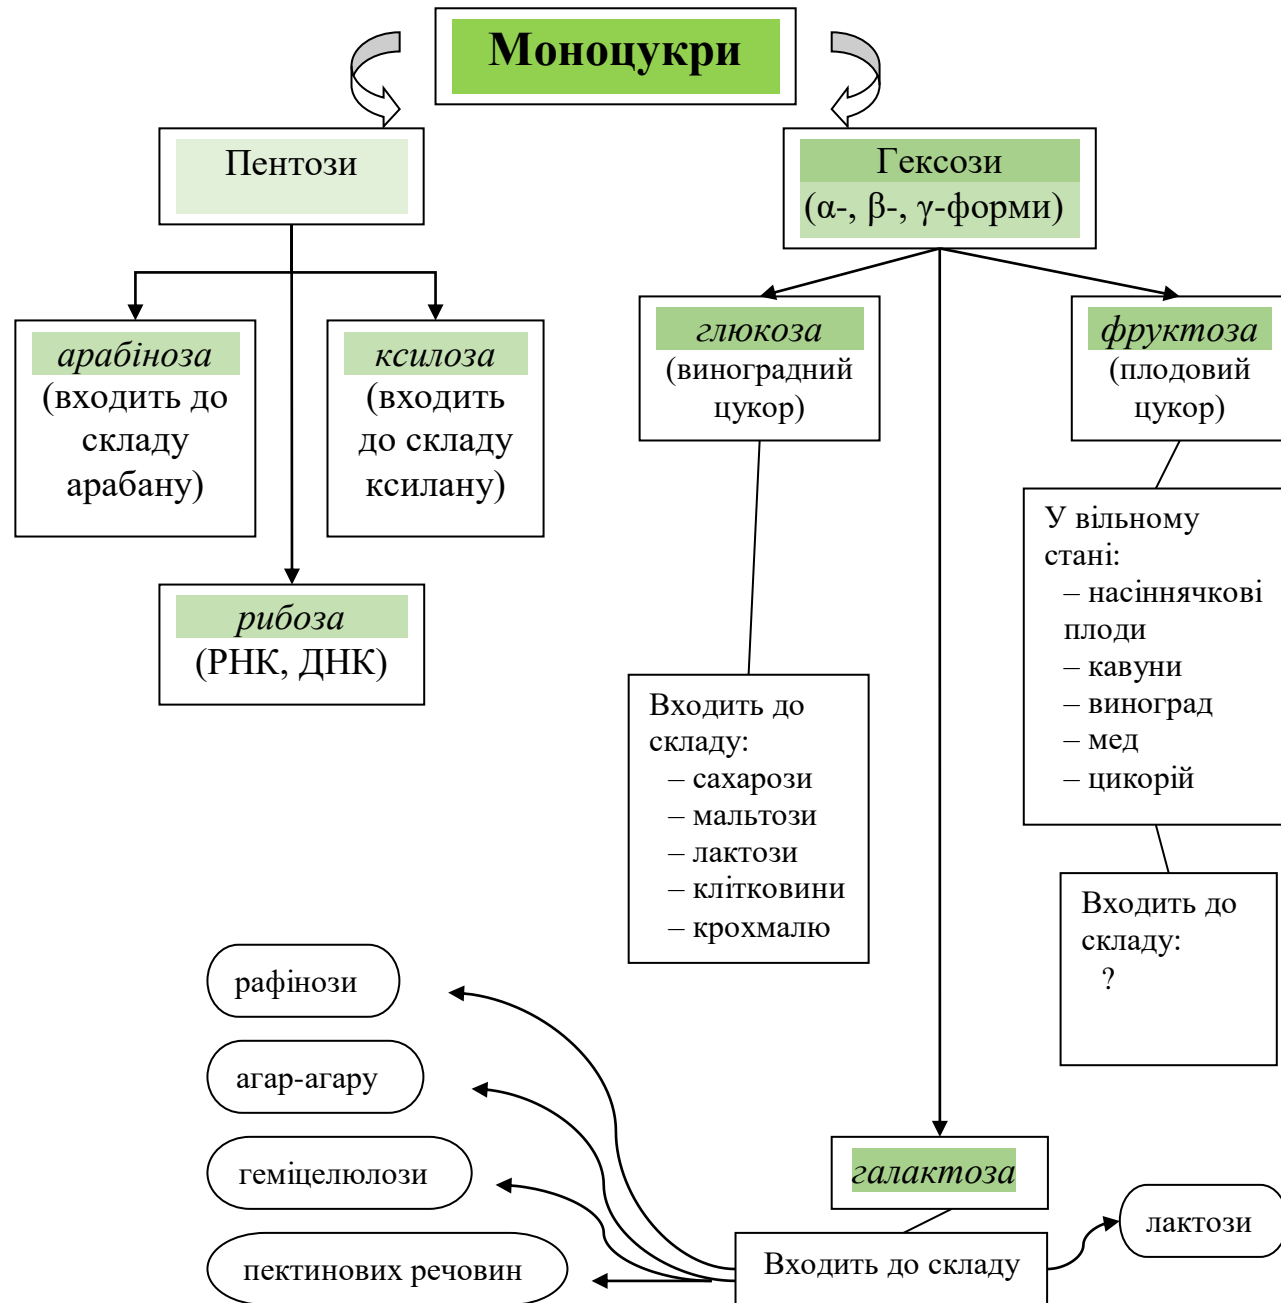 Моноцукри
Пентози
Гексози
(α-, β-, γ-форми)
арабіноза
(входить до
складу
арабану)
ксилоза
(входить
до складу
ксилану)
рибоза
(РНК, ДНК)
глюкоза
(виноградний
цукор)
фруктоза
(плодовий
цукор)
Входить до
складу:
– сахарози
– мальтози
– лактози
– клітковини
– крохмалю
У вільному
стані:
– насіннячкові
плоди
– кавуни
– виноград
– мед
– цикорій
Входить до
складу:
?
рафінози
агар-агару
геміцелюлози
пектинових речовин
галактоза
Входить до складу
лактози